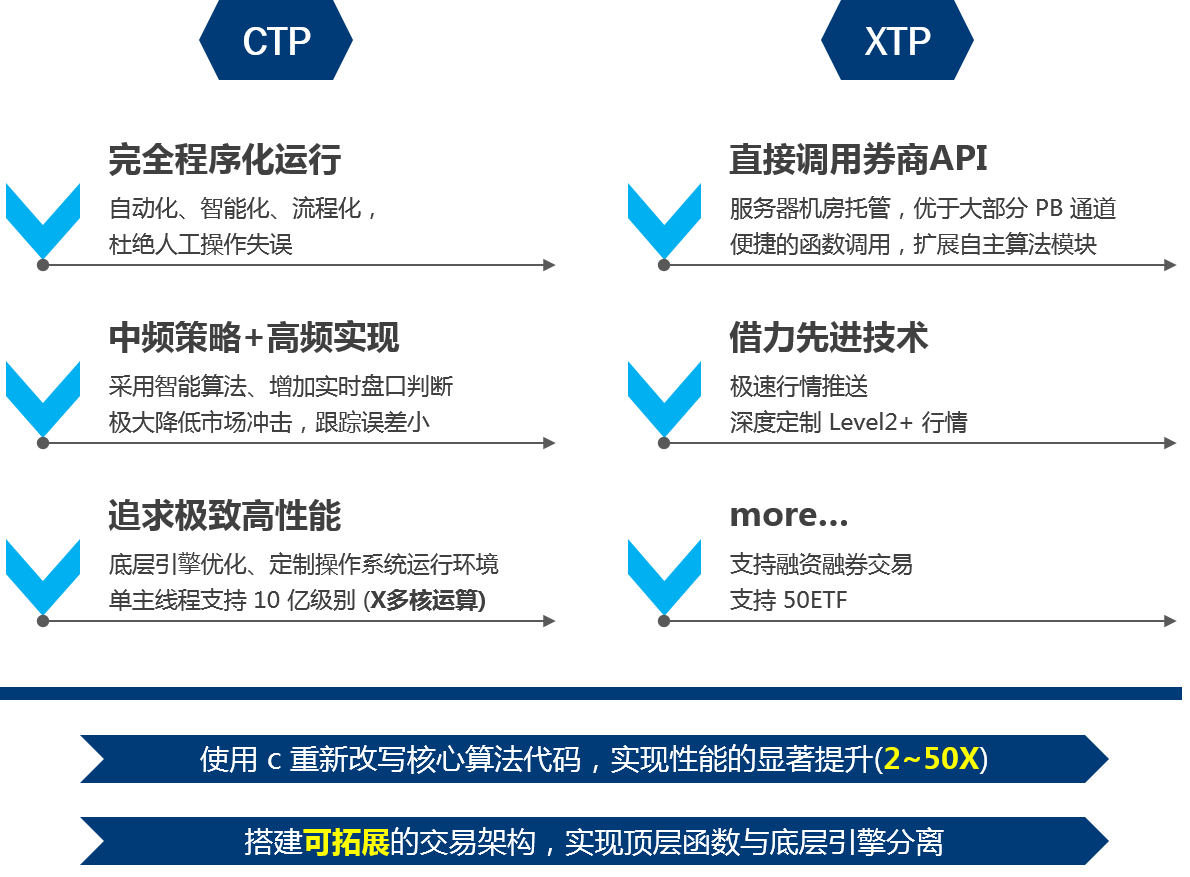 CTP
完全程序化运行
自动化、智能化、流程化，
杜绝人工操作失误
中频策略+高频实现
采用智能算法、增加实时盘口判断
极大降低市场冲击，跟踪误差小
追求极致高性能
底层引擎优化、定制操作系统运行环境
单主线程支持 10 亿级别 (X多核运算)
XTP
直接调用券商API
服务器机房托管，优于大部分 PB 通道
便捷的函数调用，扩展自主算法模块
借力先进技术
极速行情推送
深度定制 Level2+ 行情
more...
支持融资融券交易
支持 50ETF
使用 c 重新改写核心算法代码，实现性能的显著提升(2~50X)
搭建可拓展的交易架构，实现顶层函数与底层引擎分离